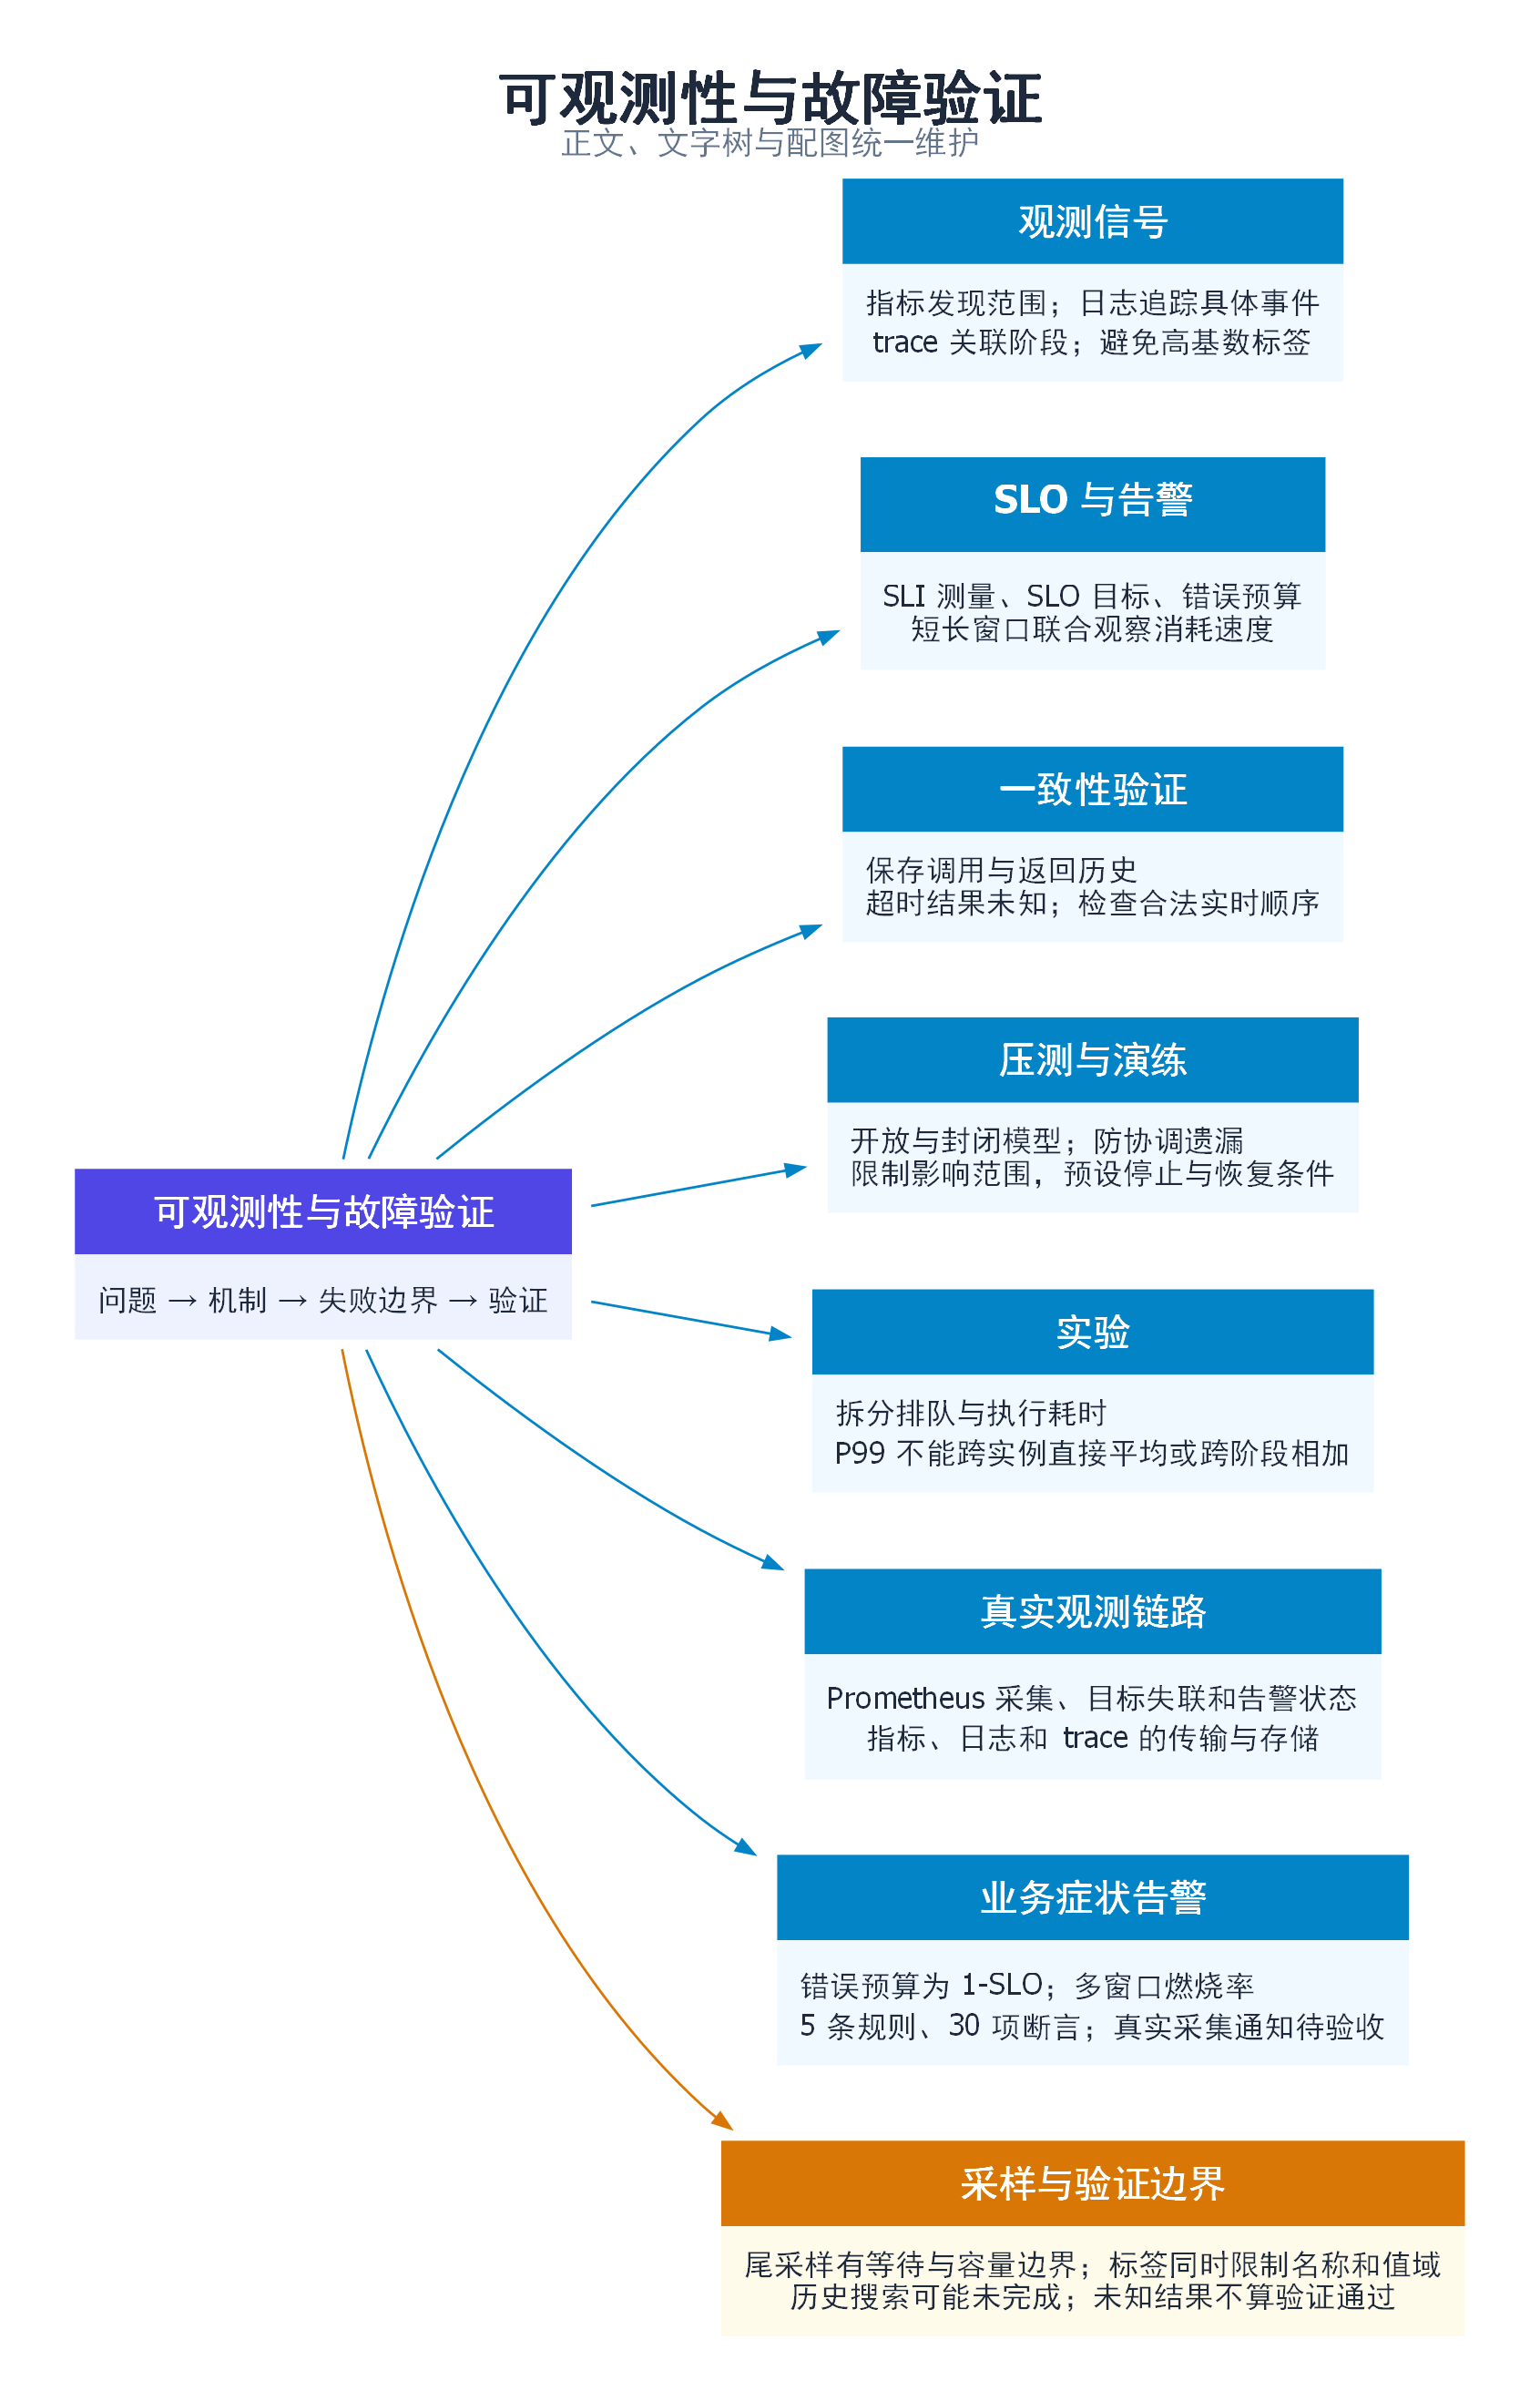 可观测性与故障验证
正文、文字树与配图统一维护
观测信号
指标发现范围；日志追踪具体事件
trace 关联阶段；避免高基数标签
SLO 与告警
SLI 测量、SLO 目标、错误预算
短长窗口联合观察消耗速度
一致性验证
保存调用与返回历史
超时结果未知；检查合法实时顺序
压测与演练
开放与封闭模型；防协调遗漏
限制影响范围，预设停止与恢复条件
可观测性与故障验证
问题 → 机制 → 失败边界 → 验证
实验
拆分排队与执行耗时
P99 不能跨实例直接平均或跨阶段相加
真实观测链路
Prometheus 采集、目标失联和告警状态
指标、日志和 trace 的传输与存储
业务症状告警
错误预算为 1-SLO；多窗口燃烧率
5 条规则、30 项断言；真实采集通知待验收
采样与验证边界
尾采样有等待与容量边界；标签同时限制名称和值域
历史搜索可能未完成；未知结果不算验证通过